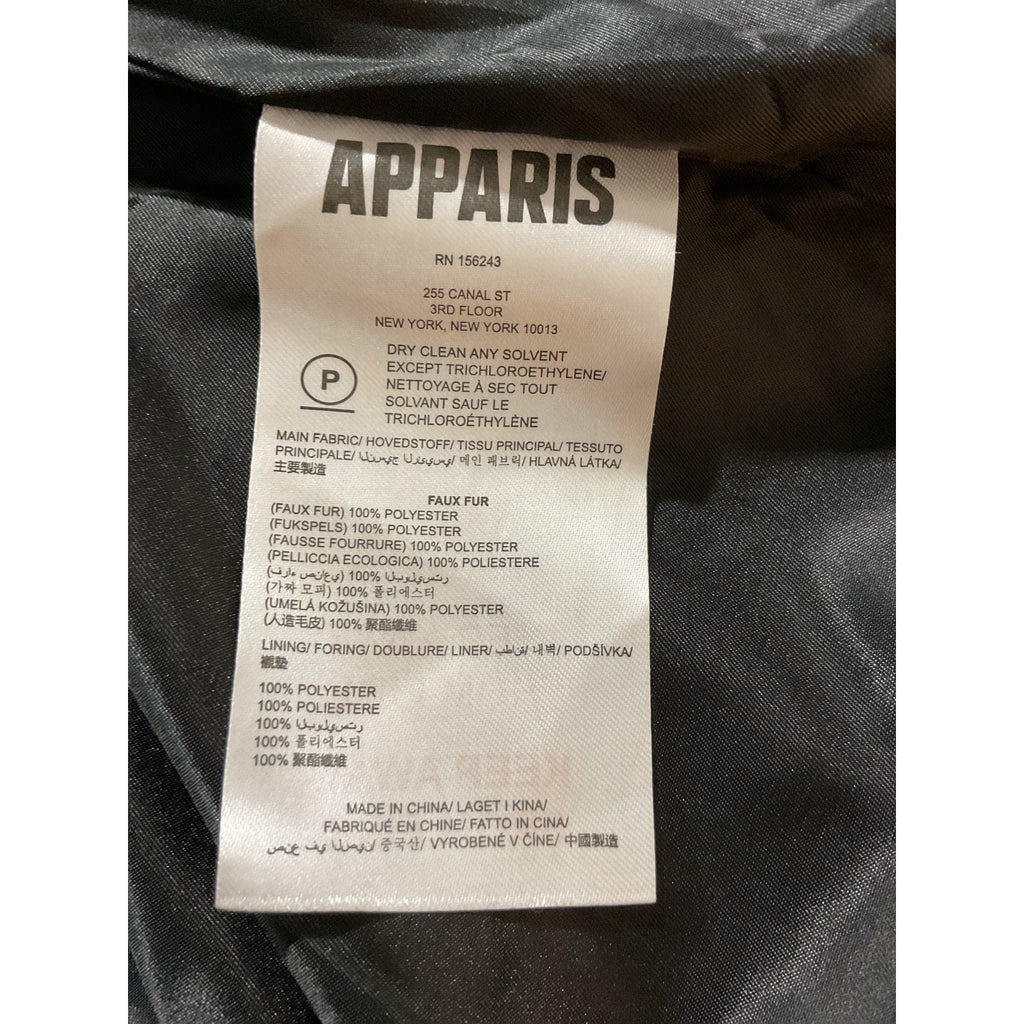 APPARIS
RN 156243
255 CANAL ST
3RD FLOOR
NEW YORK, NEW YORK 10013
P
DRY CLEAN ANY SOLVENT
EXCEPT TRICHLOROETHYLENE/
NETTOYAGE À SEC TOUT
SOLVANT SAUF LE
TRICHLOROÉTHYLÈNE
MAIN FABRIC/ HOVEDSTOFF/ TISSU PRINCIPAL/ TESSUTO
PRINCIPALE/ النسيج الرئيسي/ 메인 패브릭/ HLAVNÁ LÁTKA/
主要製造
FAUX FUR
(FAUX FUR) 100% POLYESTER
(FUKSPELS) 100% POLYESTER
(FAUSSE FOURRURE) 100% POLYESTER
(PELLICCIA ECOLOGICA) 100% POLIESTERE
(فراء صناعي) 100% البوليستر
(가짜 모피) 100% 폴리에스터
(UMELÁ KOŽUŠINA) 100% POLYESTER
(人造毛皮) 100% 聚酯纖維
LINING/ FORING/ DOUBLURE/ LINER/ بطانة/ 내벽/ PODŠÍVKA/
襯墊
100% POLYESTER
100% POLIESTERE
100% البوليستر
100% 폴리에스터
100% 聚酯纖維
MADE IN CHINA/ LAGET I KINA/
FABRIQUÉ EN CHINE/ FATTO IN CINA/
صنع في الصين/ 중국산/ VYROBENÉ V ČÍNE/ 中國製造